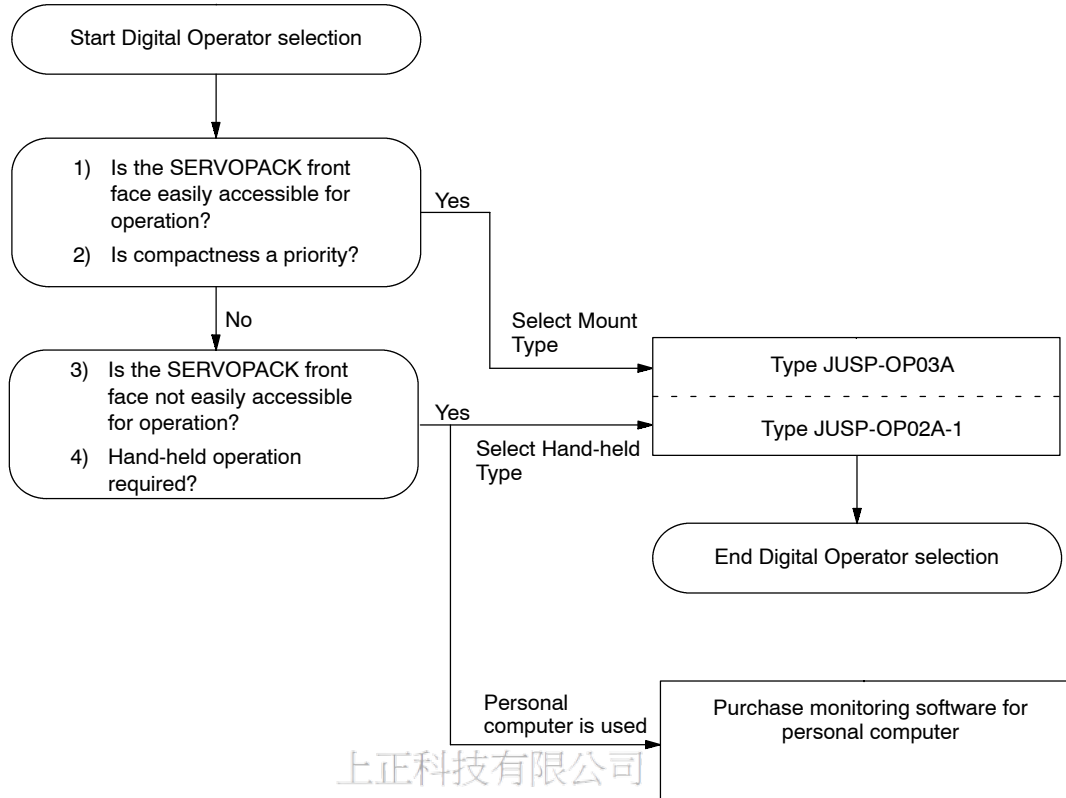 Start Digital Operator selection
1) Is the SERVOPACK front
face easily accessible for
operation?
2) Is compactness a priority?
Yes
No
Select Mount
Type
Type JUSP-OP03A
3) Is the SERVOPACK front
face not easily accessible
for operation?
4) Hand-held operation
required?
Yes
Select Hand-held
Type
Type JUSP-OP02A-1
End Digital Operator selection
Personal
computer is used
Purchase monitoring software for
personal computer
上正科技有限公司